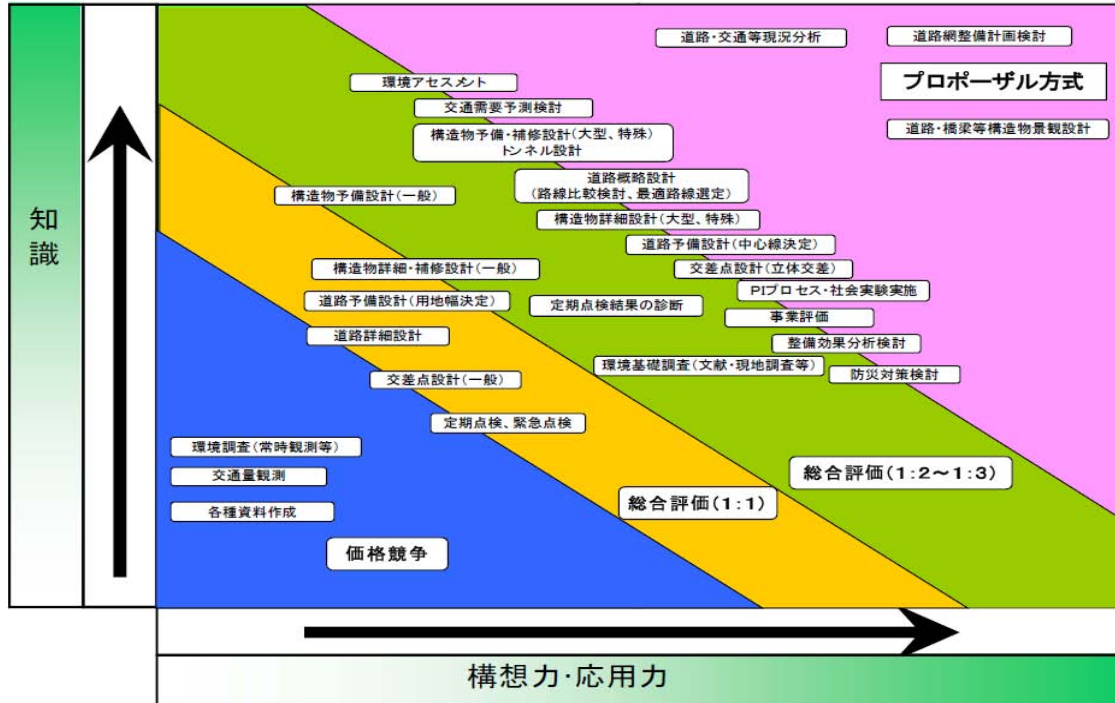 道路・交通等現況分析
道路網整備計画検討
プロポーザル方式
環境アセスメント
交通需要予測検討
道路・橋梁等構造物景観設計
構造物予備・補修設計(大型、特殊)
トンネル設計
道路概略設計
(路線比較検討、最適路線選定)
構造物予備設計(一般)
構造物詳細設計(大型、特殊)
道路予備設計(中心線決定)
構造物詳細・補修設計(一般)
交差点設計(立体交差)
PIプロセス・社会実験実施
道路予備設計(用地幅決定)
定期点検結果の診断
事業評価
道路詳細設計
整備効果分析検討
環境基礎調査(文献・現地調査等)
防災対策検討
交差点設計(一般)
定期点検、緊急点検
環境調査(常時観測等)
交通量観測
総合評価(1:2～1:3)
総合評価(1:1)
各種資料作成
価格競争
知識
構想力・応用力